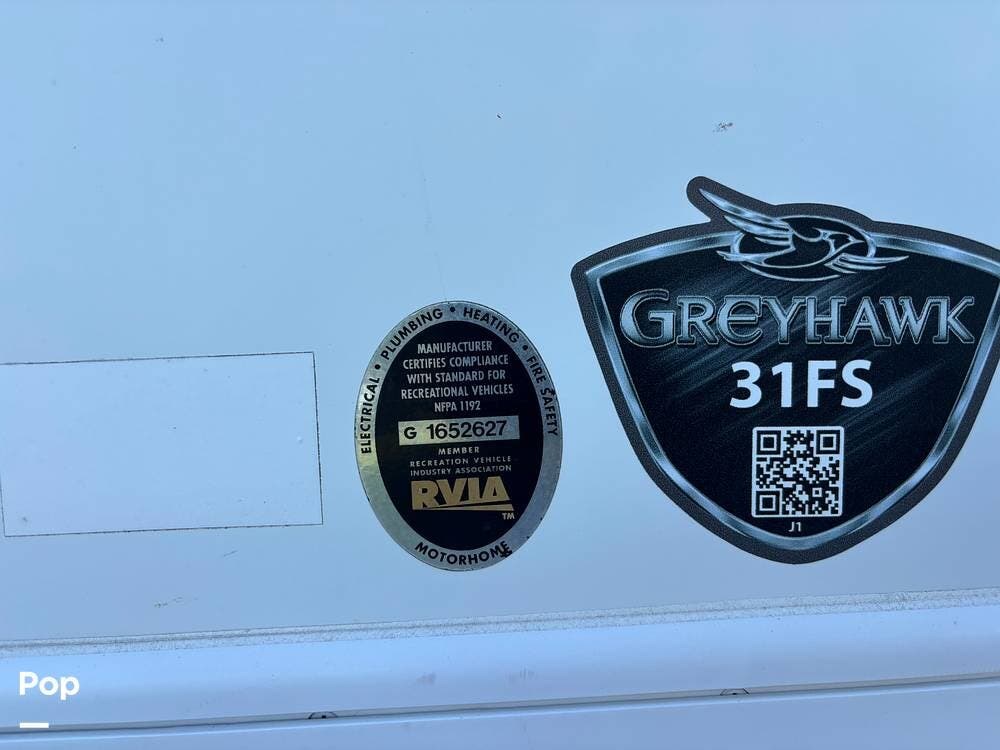 ELECTRICAL • PLUMBING • HEATING • FIRE SAFETY
MANUFACTURER
CERTIFIES COMPLIANCE
WITH STANDARD FOR
RECREATIONAL VEHICLES
NFPA 1192
G 1652627
MEMBER
RECREATION VEHICLE
INDUSTRY ASSOCIATION
RVIA
TM
MOTORHOME
GREYHAWK
31FS
J1
Pop